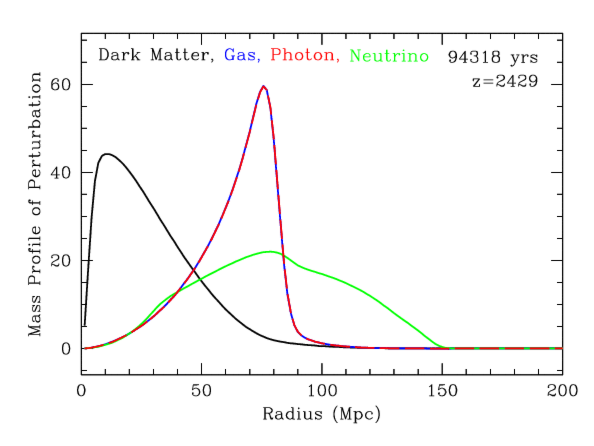 Dark Matter, Gas, Photon, Neutrino 94318 yrs
z=2429
Mass Profile of Perturbation
60
40
20
0
0 50 100 150 200
Radius (Mpc)